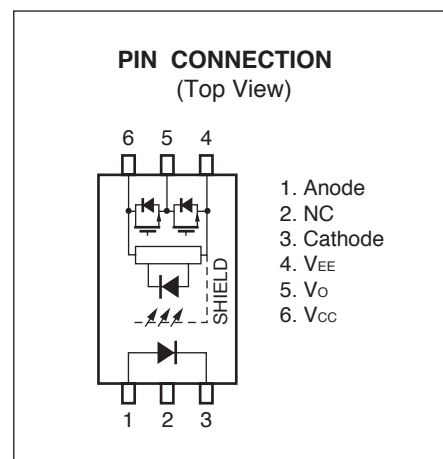 PIN CONNECTION
(Top View)
6 5 4
1. Anode
2. NC
3. Cathode
4. VEE
5. VO
6. VCC
SHIELD
1 2 3